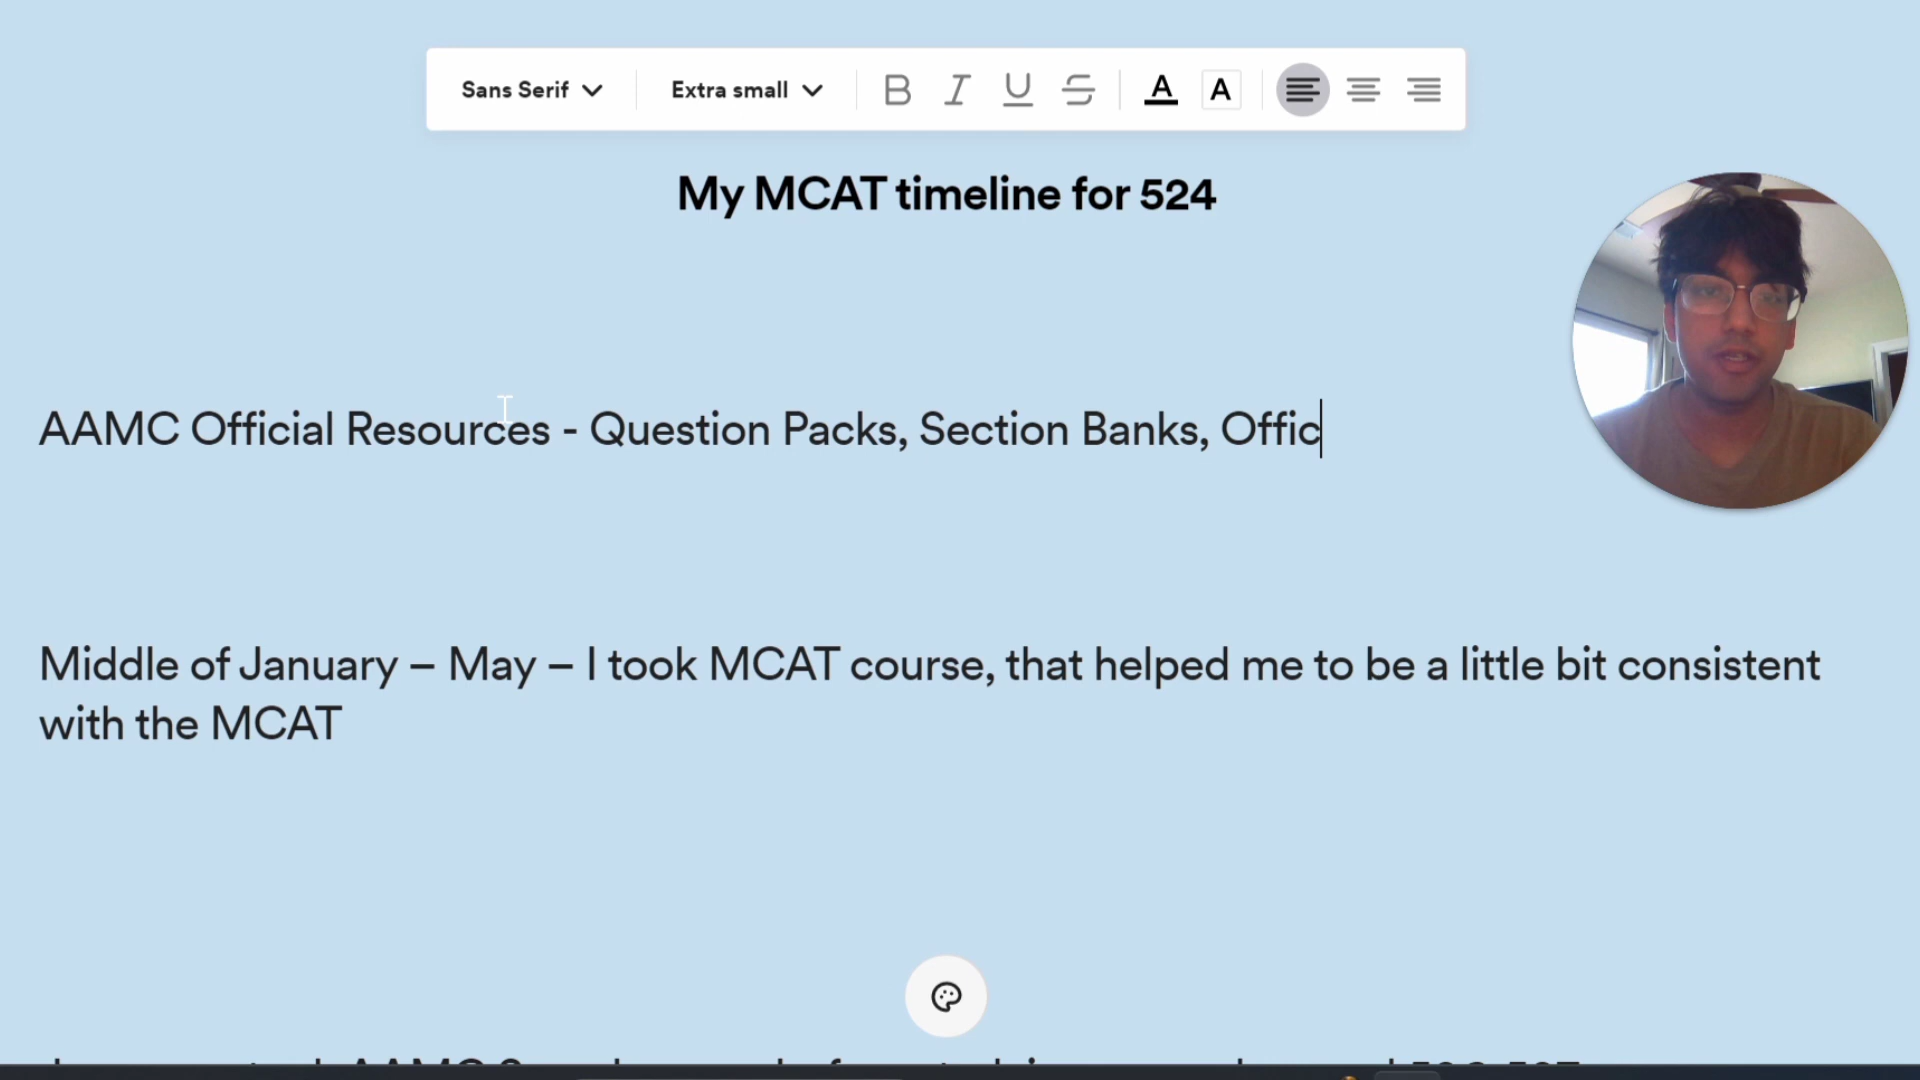 Sans Serif Extra small B I U S A A
My MCAT timeline for 524
AAMC Official Resources - Question Packs, Section Banks, Offic
Middle of January – May – I took MCAT course, that helped me to be a little bit consistent
with the MCAT